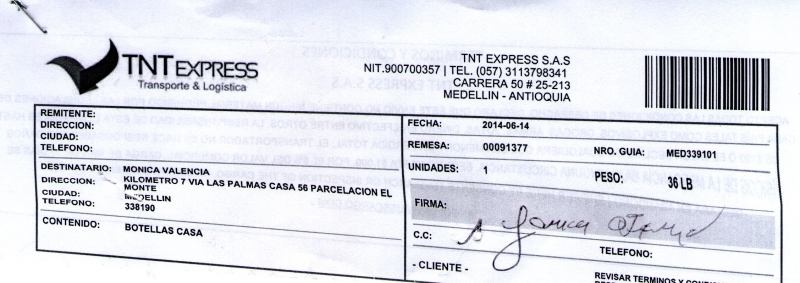 TNT EXPRESS
Transporte & Logística
TNT EXPRESS S.A.S
NIT.900700357 | TEL. (057) 3113798341
CARRERA 50 # 25-213
MEDELLIN - ANTIOQUIA
REMITENTE:
DIRECCION:
CIUDAD:
TELEFONO:
DESTINATARIO: MONICA VALENCIA
DIRECCION: KILOMETRO 7 VIA LAS PALMAS CASA 56 PARCELACION EL
MONTE
CIUDAD: MEDELLIN
TELEFONO: 338190
CONTENIDO: BOTELLAS CASA
FECHA: 2014-06-14
REMESA: 00091377 NRO. GUIA: MED339101
UNIDADES: 1 PESO: 36 LB
FIRMA:
C.C: TELEFONO:
- CLIENTE -
REVISAR TERMINOS Y